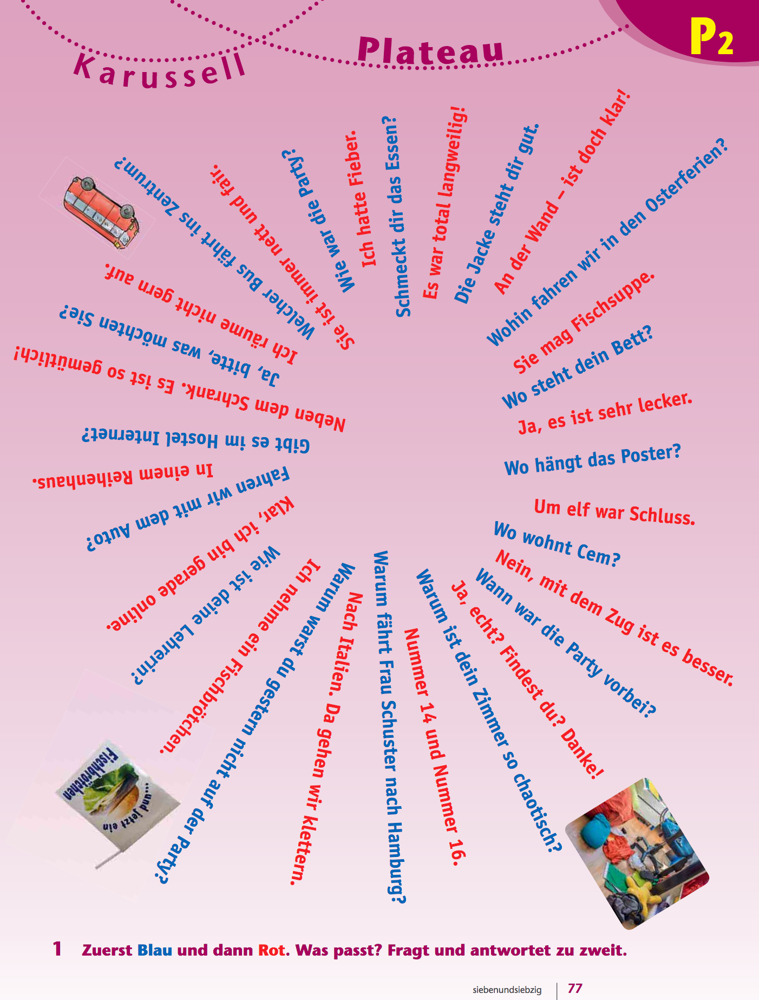 Karussell
Plateau
P2
Schmeckt dir das Essen?
Es war total langweilig!
Die Jacke steht dir gut.
An der Wand – ist doch klar!
Wohin fahren wir in den Osterferien?
Sie mag Fischsuppe.
Wo steht dein Bett?
Ja, es ist sehr lecker.
Wo hängt das Poster?
Um elf war Schluss.
Wo wohnt Cem?
Nein, mit dem Zug ist es besser.
Wann war die Party vorbei?
Ja, echt? Findest du? Danke!
Warum ist dein Zimmer so chaotisch?
Nummer 14 und Nummer 16.
Warum fährt Frau Schuster nach Hamburg?
Nach Italien. Da gehen wir klettern.
Warum warst du gestern nicht auf der Party?
Ich nehme ein Fischbrötchen.
Wie ist deine Lehrerin?
Klar, ich bin gerade online.
Fahren wir mit dem Auto?
In einem Reihenhaus.
Gibt es im Hostel Internet?
Neben dem Schrank. Es ist so gemütlich!
Ja, bitte, was möchten Sie?
Ich räume nicht gern auf.
Welcher Bus fährt ins Zentrum?
Sie ist immer nett und fair.
Wie war die Party?
Ich hatte Fieber.
...und jetzt ein
Fischbrötchen
Fischbrötchen
1 Zuerst Blau und dann Rot. Was passt? Fragt und antwortet zu zweit.
siebenundsiebzig 77